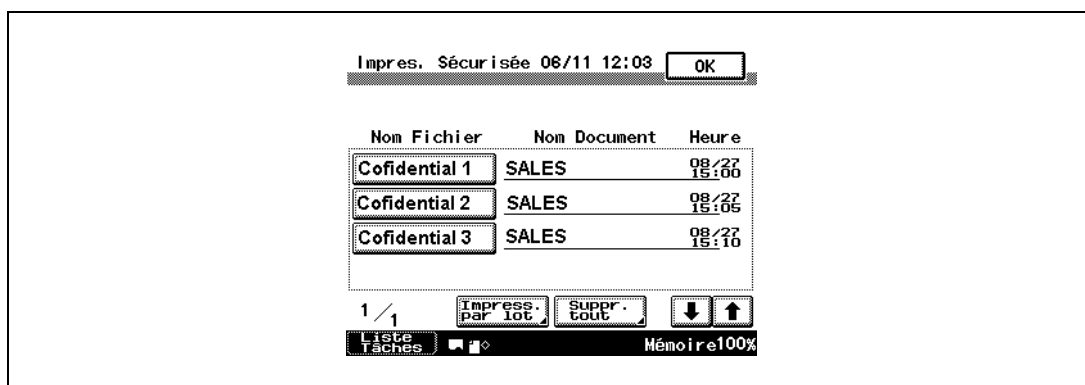 Impres. Sécurisée 06/11 12:03 OK
Nom Fichier Nom Document Heure
Cofidential 1 SALES 08/27 15:00
Cofidential 2 SALES 08/27 15:05
Cofidential 3 SALES 08/27 15:10
1/1 Impress. par lot Suppr. tout
Liste Tâches Mémoire100%